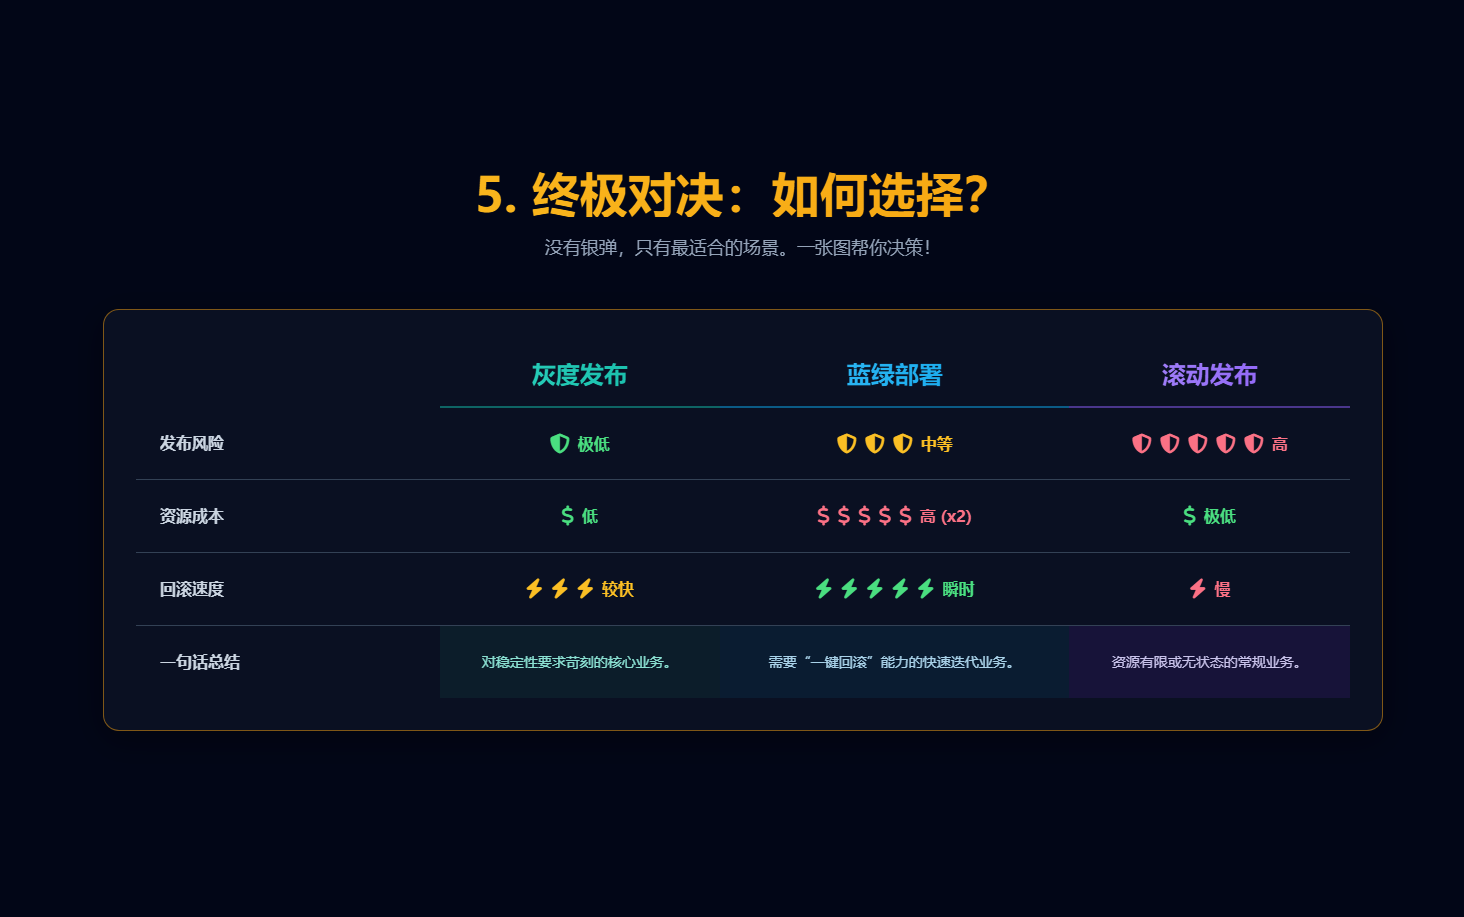 5. 终极对决：如何选择？
没有银弹，只有最适合的场景。一张图帮你决策！
灰度发布 蓝绿部署 滚动发布
发布风险 极低 中等 高
资源成本 $ 低 $ $ $ $ $ 高 (x2) $ 极低
回滚速度 较快 瞬时 慢
一句话总结 对稳定性要求苛刻的核心业务。 需要“一键回滚”能力的快速迭代业务。 资源有限或无状态的常规业务。